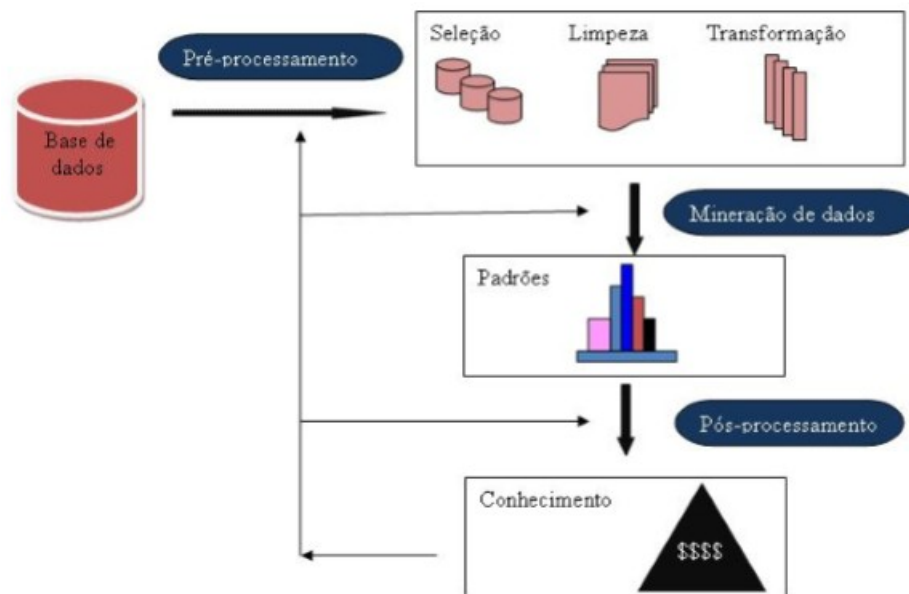 Pré-processamento
Seleção
Limpeza
Transformação
Base de
dados
Mineração de dados
Padrões
Pós-processamento
Conhecimento
$$$$